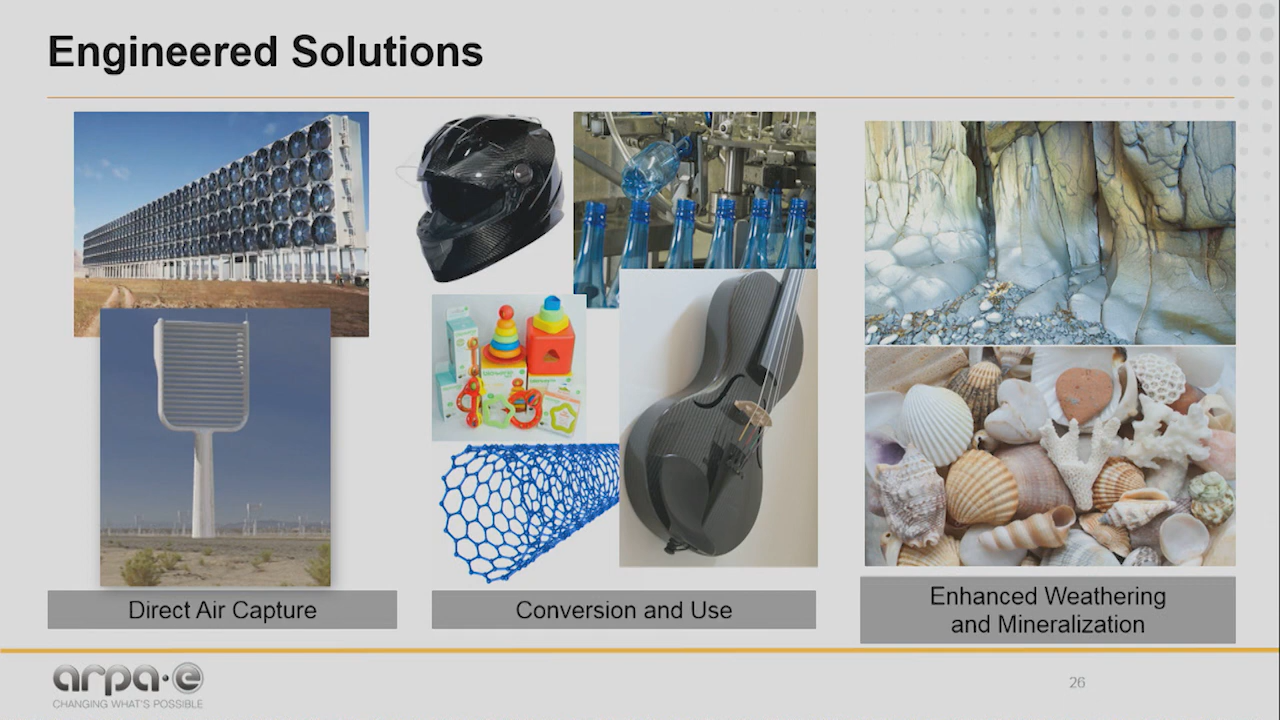 Engineered Solutions
Direct Air Capture
Conversion and Use
Enhanced Weathering
and Mineralization
arpa·e
CHANGING WHAT'S POSSIBLE
26